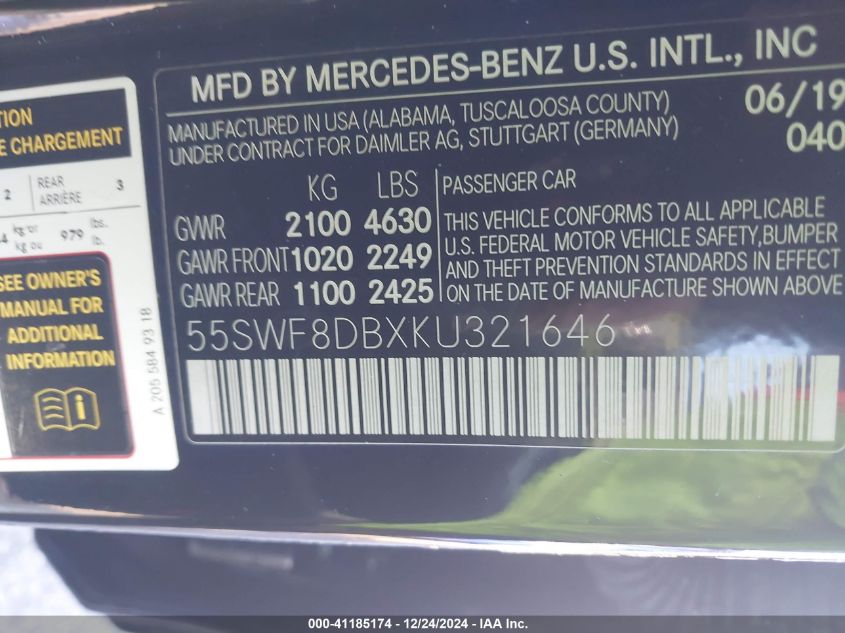 TION
E CHARGEMENT
2 REAR ARRIÈRE 3
kg or kg ou 979 lbs. lb.
SEE OWNER'S
MANUAL FOR
ADDITIONAL
INFORMATION
A 205 584 93 18
MFD BY MERCEDES-BENZ U.S. INTL., INC
MANUFACTURED IN USA (ALABAMA, TUSCALOOSA COUNTY)
UNDER CONTRACT FOR DAIMLER AG, STUTTGART (GERMANY)
06/19
040
KG LBS
GVWR 2100 4630
GAWR FRONT 1020 2249
GAWR REAR 1100 2425
PASSENGER CAR
THIS VEHICLE CONFORMS TO ALL APPLICABLE
U.S. FEDERAL MOTOR VEHICLE SAFETY, BUMPER
AND THEFT PREVENTION STANDARDS IN EFFECT
ON THE DATE OF MANUFACTURE SHOWN ABOVE
55SWF8DBXKU321646
000-41185174 - 12/24/2024 - IAA Inc.